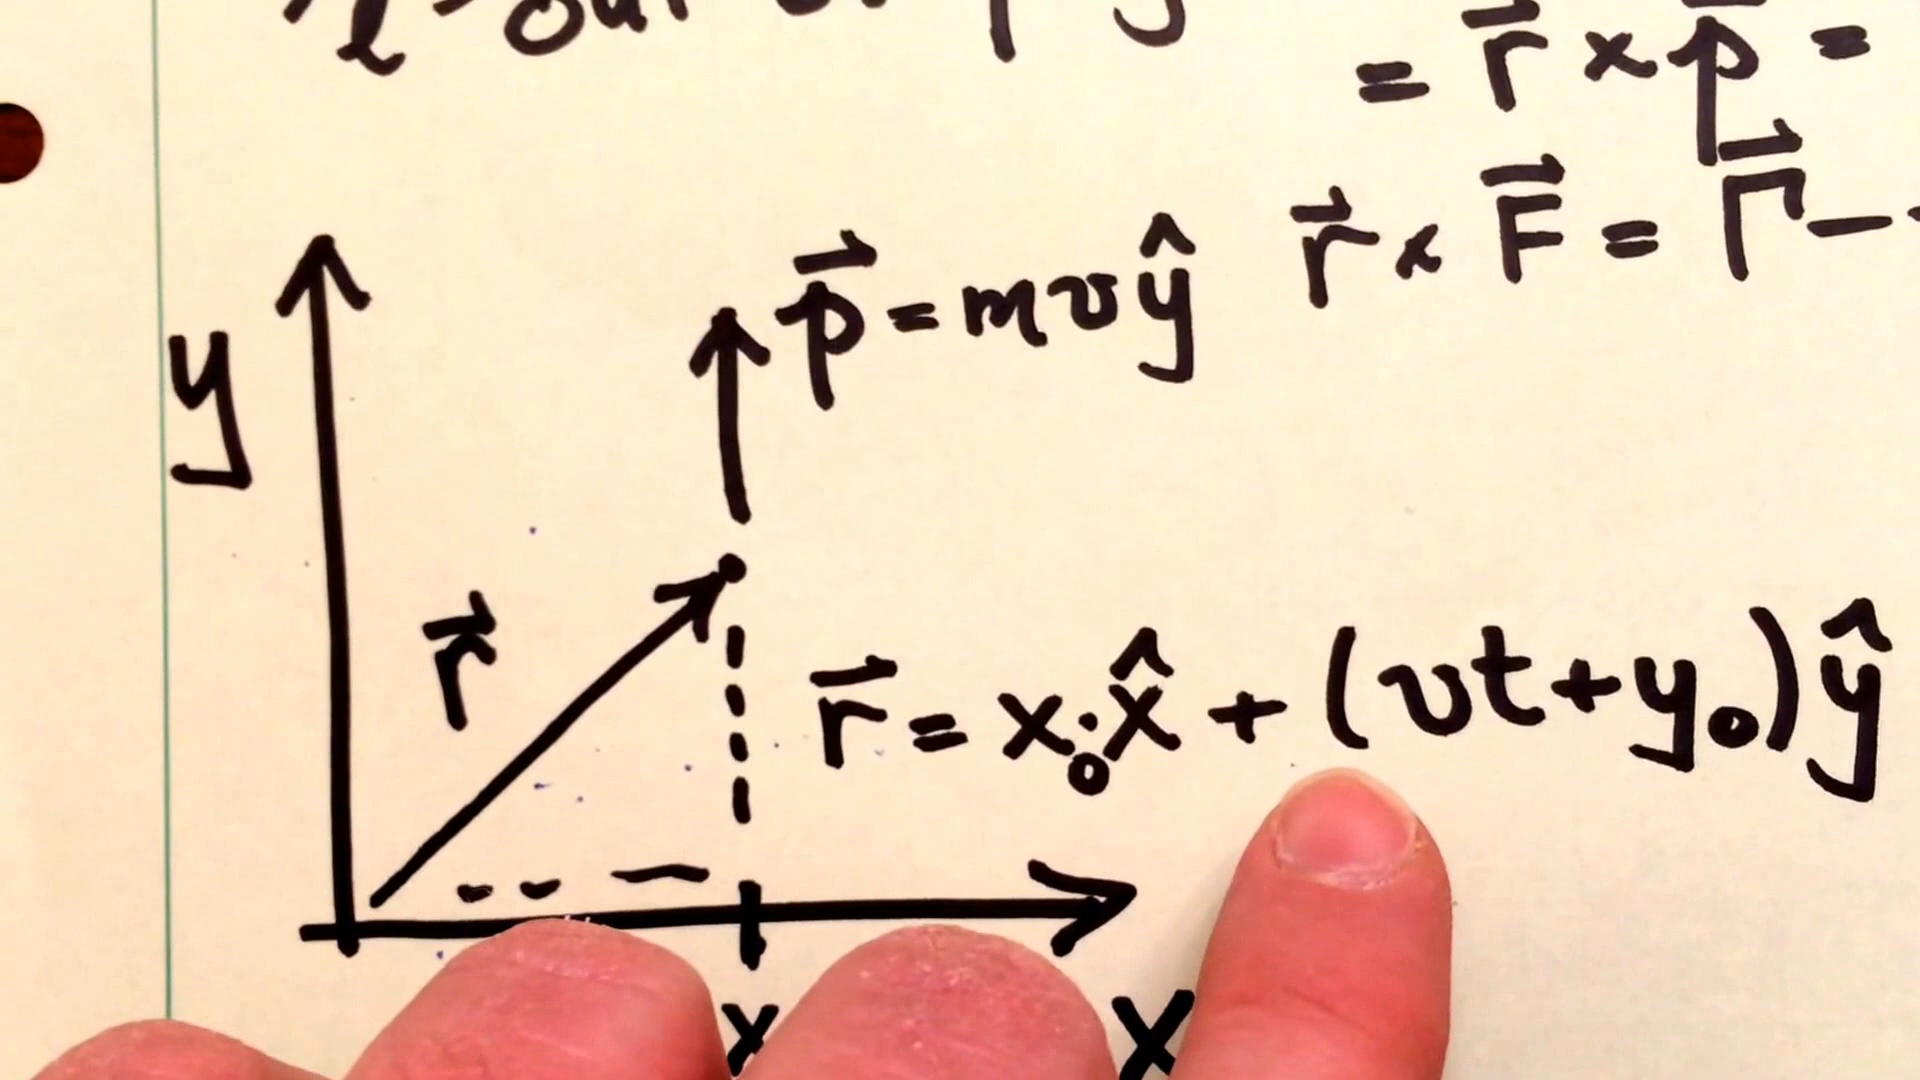 = r⃗ × p⃗ =
r⃗ × F⃗ = Γ⃗ –
p⃗ = mvŷ
y
r⃗
r⃗ = x₀x̂ + (vt+y₀)ŷ
x x